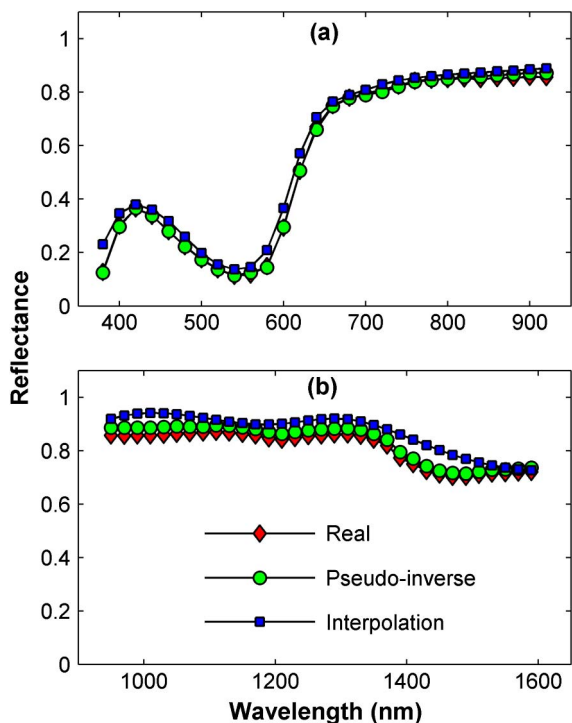 (a)
1
0.8
0.6
0.4
0.2
0
400 500 600 700 800 900
Reflectance
(b)
1
0.8
0.6
0.4
0.2
0
Real
Pseudo-inverse
Interpolation
1000 1200 1400 1600
Wavelength (nm)